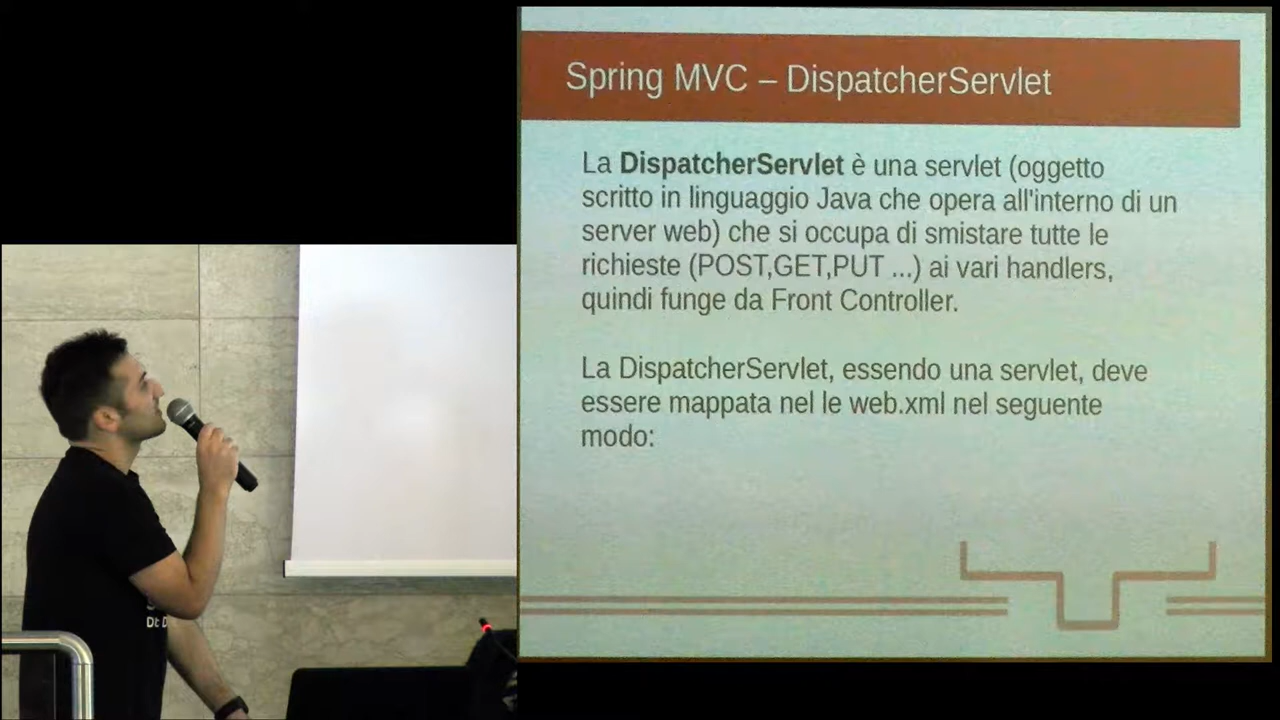 Spring MVC – DispatcherServlet
La DispatcherServlet è una servlet (oggetto
scritto in linguaggio Java che opera all'interno di un
server web) che si occupa di smistare tutte le
richieste (POST,GET,PUT ...) ai vari handlers,
quindi funge da Front Controller.
La DispatcherServlet, essendo una servlet, deve
essere mappata nel le web.xml nel seguente
modo: